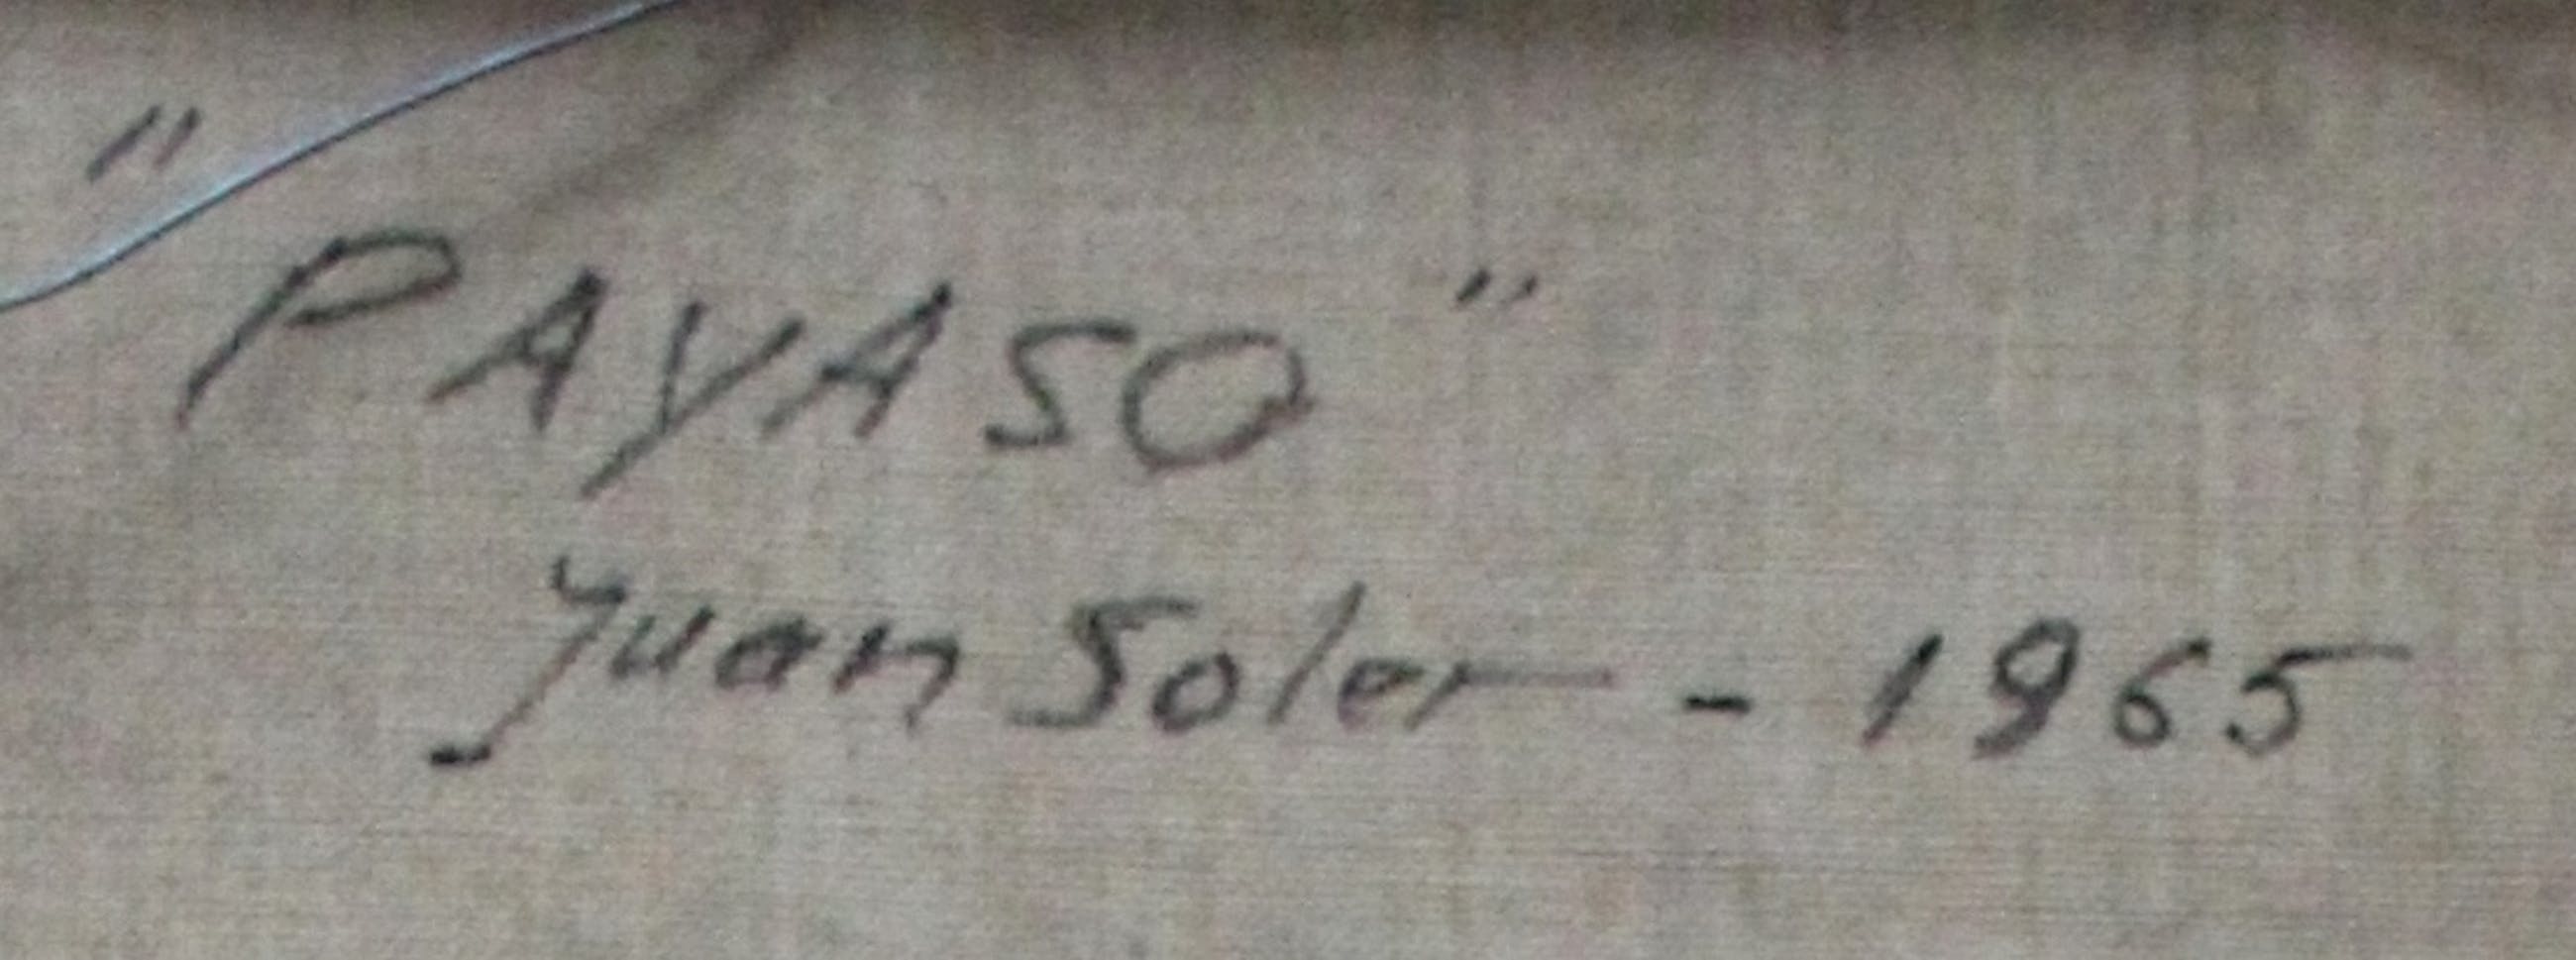 "PAYASO"
Juan Soler - 1965